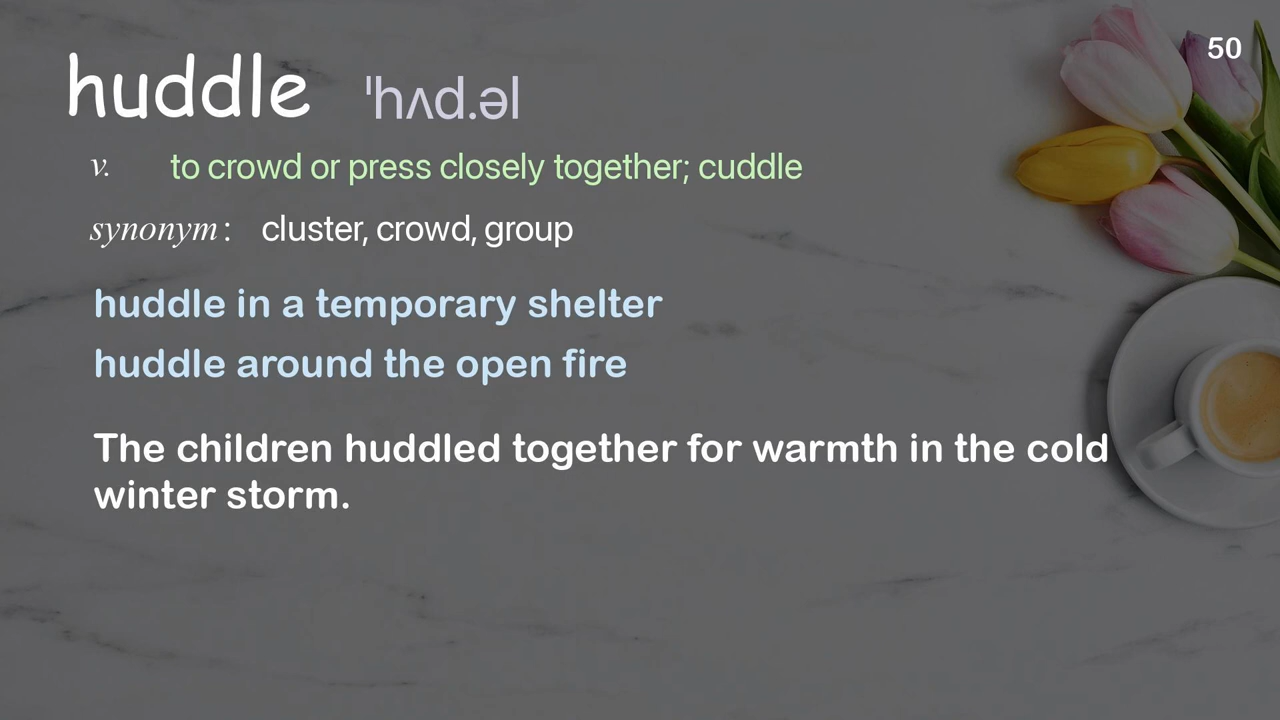 50
huddle ˈhʌd.əl
v. to crowd or press closely together; cuddle
synonym: cluster, crowd, group
huddle in a temporary shelter
huddle around the open fire
The children huddled together for warmth in the cold
winter storm.